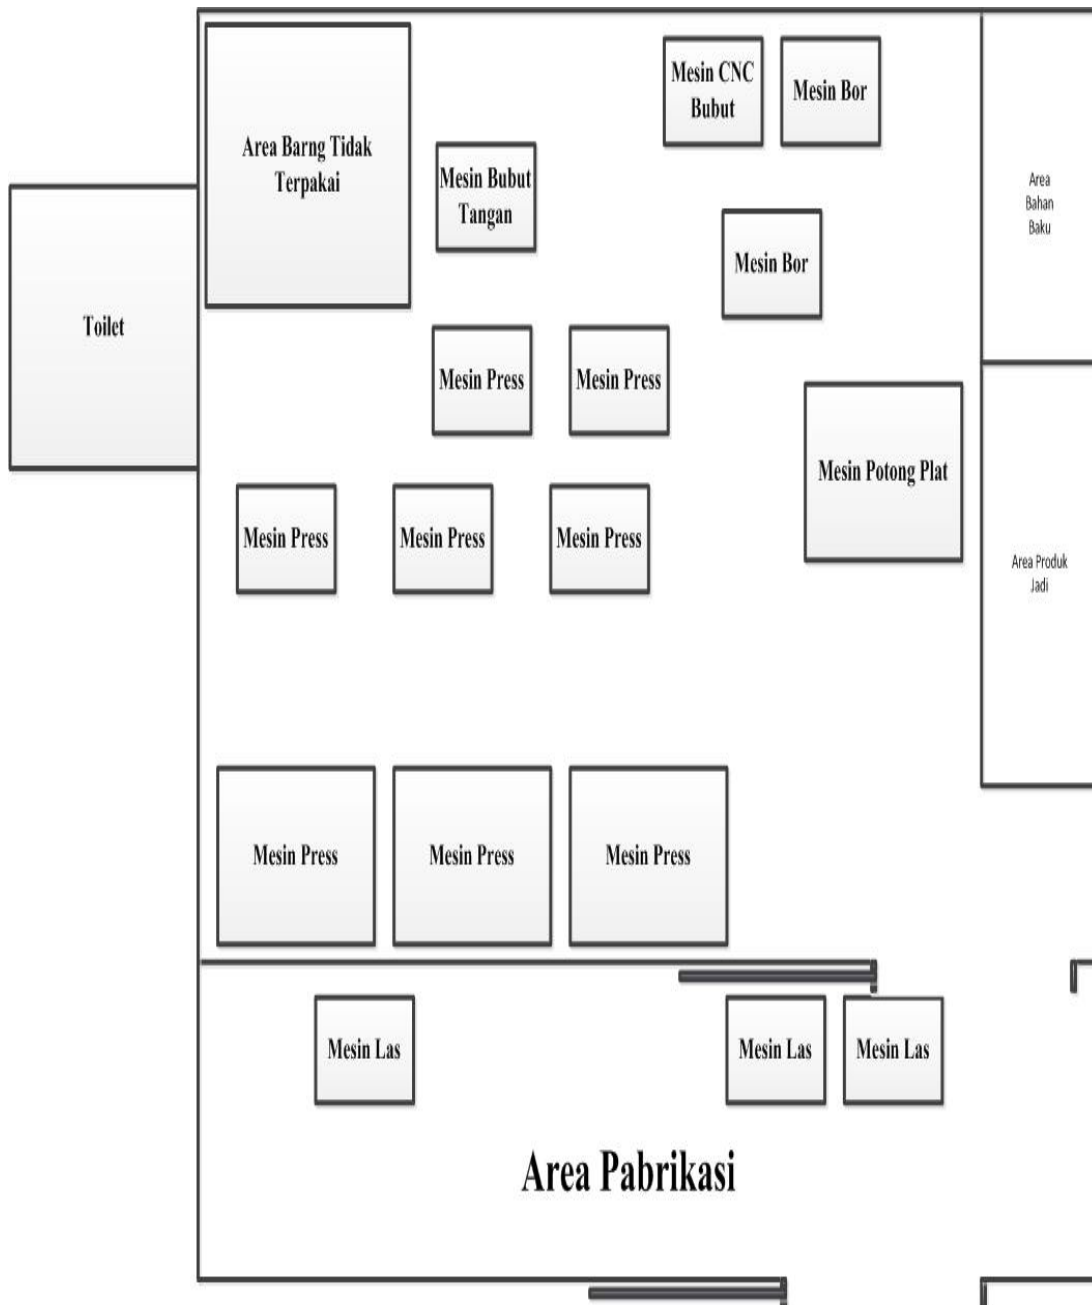 Mesin CNC
Bubut
Mesin Bor
Area Barng Tidak
Terpakai
Mesin Bubut
Tangan
Area
Bahan
Baku
Mesin Bor
Toilet
Mesin Press
Mesin Press
Mesin Potong Plat
Mesin Press
Mesin Press
Mesin Press
Area Produk
Jadi
Mesin Press
Mesin Press
Mesin Press
Mesin Las
Mesin Las
Mesin Las
Area Pabrikasi